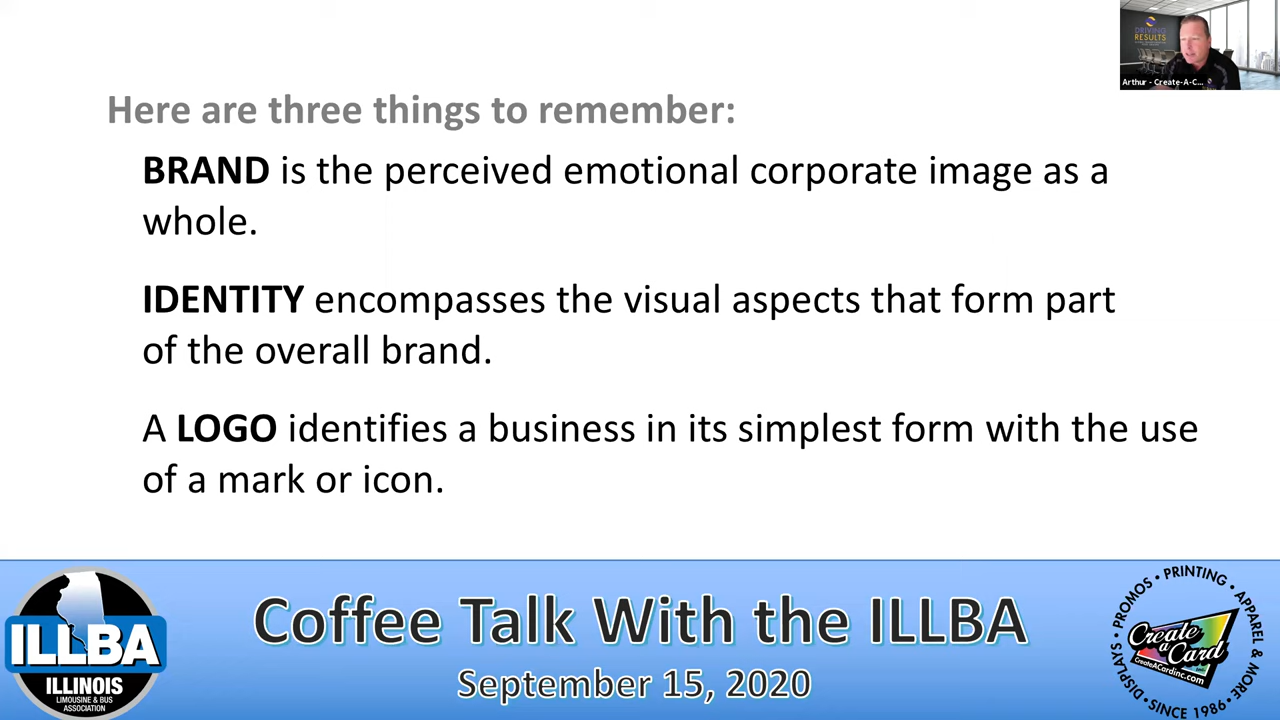 DRIVING
RESULTS
Arthur - Create-A-C...
Here are three things to remember:
BRAND is the perceived emotional corporate image as a
whole.
IDENTITY encompasses the visual aspects that form part
of the overall brand.
A LOGO identifies a business in its simplest form with the use
of a mark or icon.
ILLBA
ILLINOIS
LIMOUSINE & BUS
ASSOCIATION
Coffee Talk With the ILLBA
September 15, 2020
•DISPLAYS • PROMOS • PRINTING • APPAREL & MORE•
Create
a
Card
CreateACardinc.com
SINCE 1986